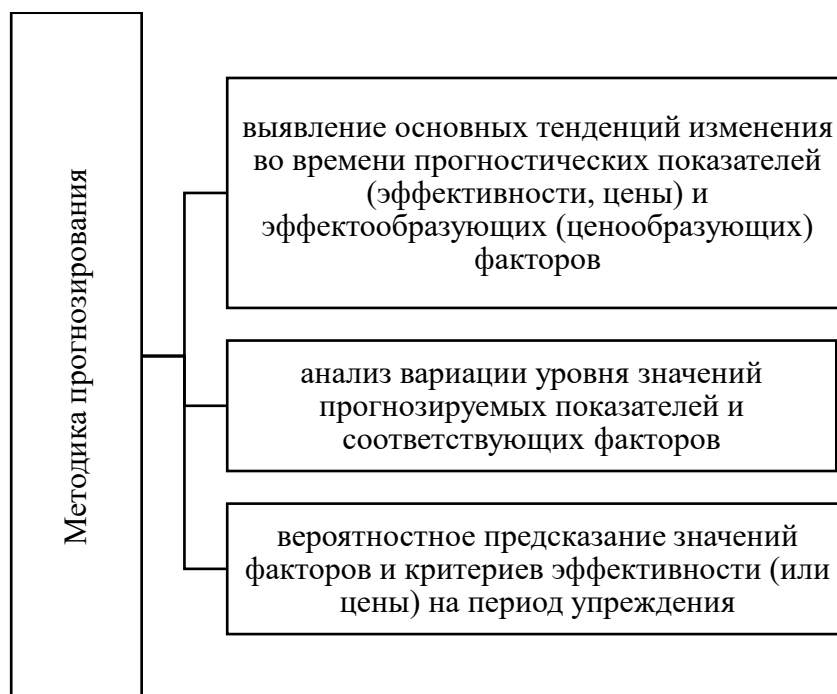 Методика прогнозирования
выявление основных тенденций изменения
во времени прогностических показателей
(эффективности, цены) и
эффектообразующих (ценообразующих)
факторов
анализ вариации уровня значений
прогнозируемых показателей и
соответствующих факторов
вероятностное предсказание значений
факторов и критериев эффективности (или
цены) на период упреждения